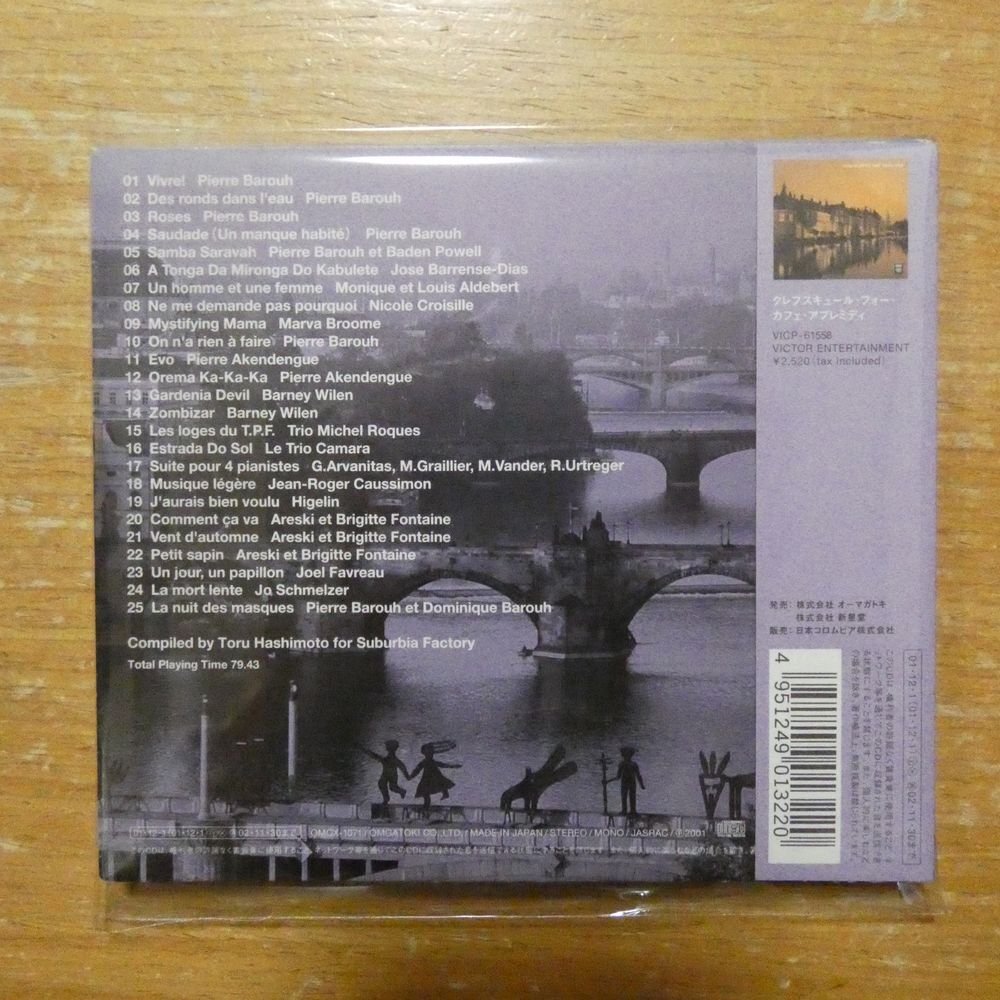 01 Vivre! Pierre Barouh
02 Des ronds dans l'eau Pierre Barouh
03 Roses Pierre Barouh
04 Saudade (Un manque habité) Pierre Barouh
05 Samba Saravah Pierre Barouh et Baden Powell
06 A Tonga Da Mironga Do Kabulete Jose Barrense-Dias
07 Un homme et une femme Monique et Louis Aldebert
08 Ne me demande pas pourquoi Nicole Croisille
09 Mystifying Mama Marva Broome
10 On n'a rien à faire Pierre Barouh
11 Evo Pierre Akendengue
12 Orema Ka-Ka-Ka Pierre Akendengue
13 Gardenia Devil Barney Wilen
14 Zombizar Barney Wilen
15 Les loges du T.P.F. Trio Michel Roques
16 Estrada Do Sol Le Trio Camara
17 Suite pour 4 pianistes G.Arvanitas, M.Graillier, M.Vander, R.Urtreger
18 Musique légère Jean-Roger Caussimon
19 J'aurais bien voulu Higelin
20 Comment ça va Areski et Brigitte Fontaine
21 Vent d'automne Areski et Brigitte Fontaine
22 Petit sapin Areski et Brigitte Fontaine
23 Un jour, un papillon Joel Favreau
24 La mort lente Jo Schmelzer
25 La nuit des masques Pierre Barouh et Dominique Barouh
Compiled by Toru Hashimoto for Suburbia Factory
Total Playing Time 79.43
OMCX-1071 / OMAGATOKI CO.,LTD. / MADE IN JAPAN / STEREO / MONO / JASRAC / ℗ 2001
クレプスキュール・フォー・
カフェ・アプレミディ
VICP-61558
VICTOR ENTERTAINMENT
¥2,520 (tax included)
発売: 株式会社 オーマガトキ
株式会社 新星堂
販売: 日本コロムビア株式会社
4 951249 013220